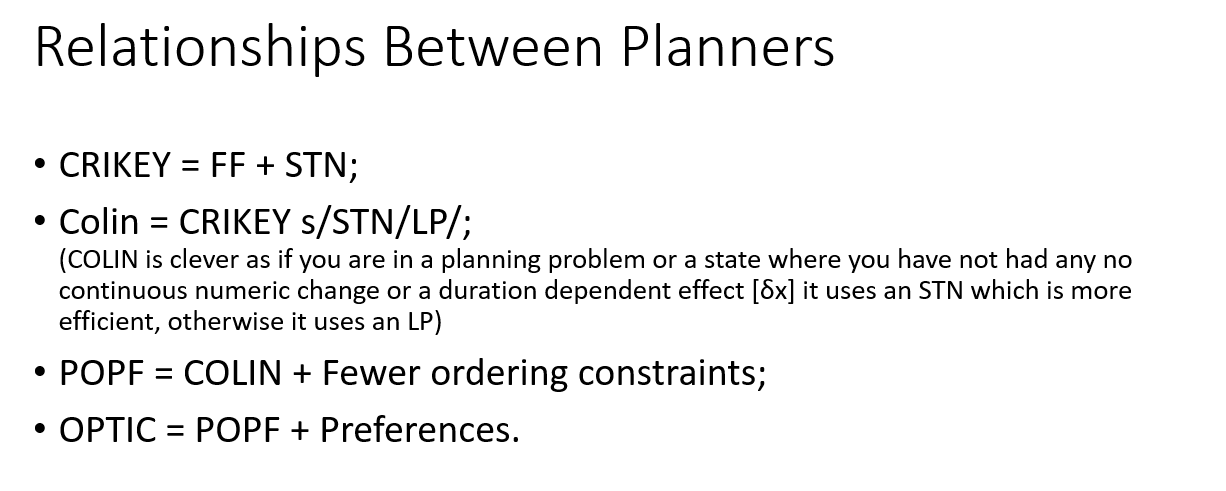 Relationships Between Planners
• CRIKEY = FF + STN;
• Colin = CRIKEY s/STN/LP/;
(COLIN is clever as if you are in a planning problem or a state where you have not had any no
continuous numeric change or a duration dependent effect [δx] it uses an STN which is more
efficient, otherwise it uses an LP)
• POPF = COLIN + Fewer ordering constraints;
• OPTIC = POPF + Preferences.